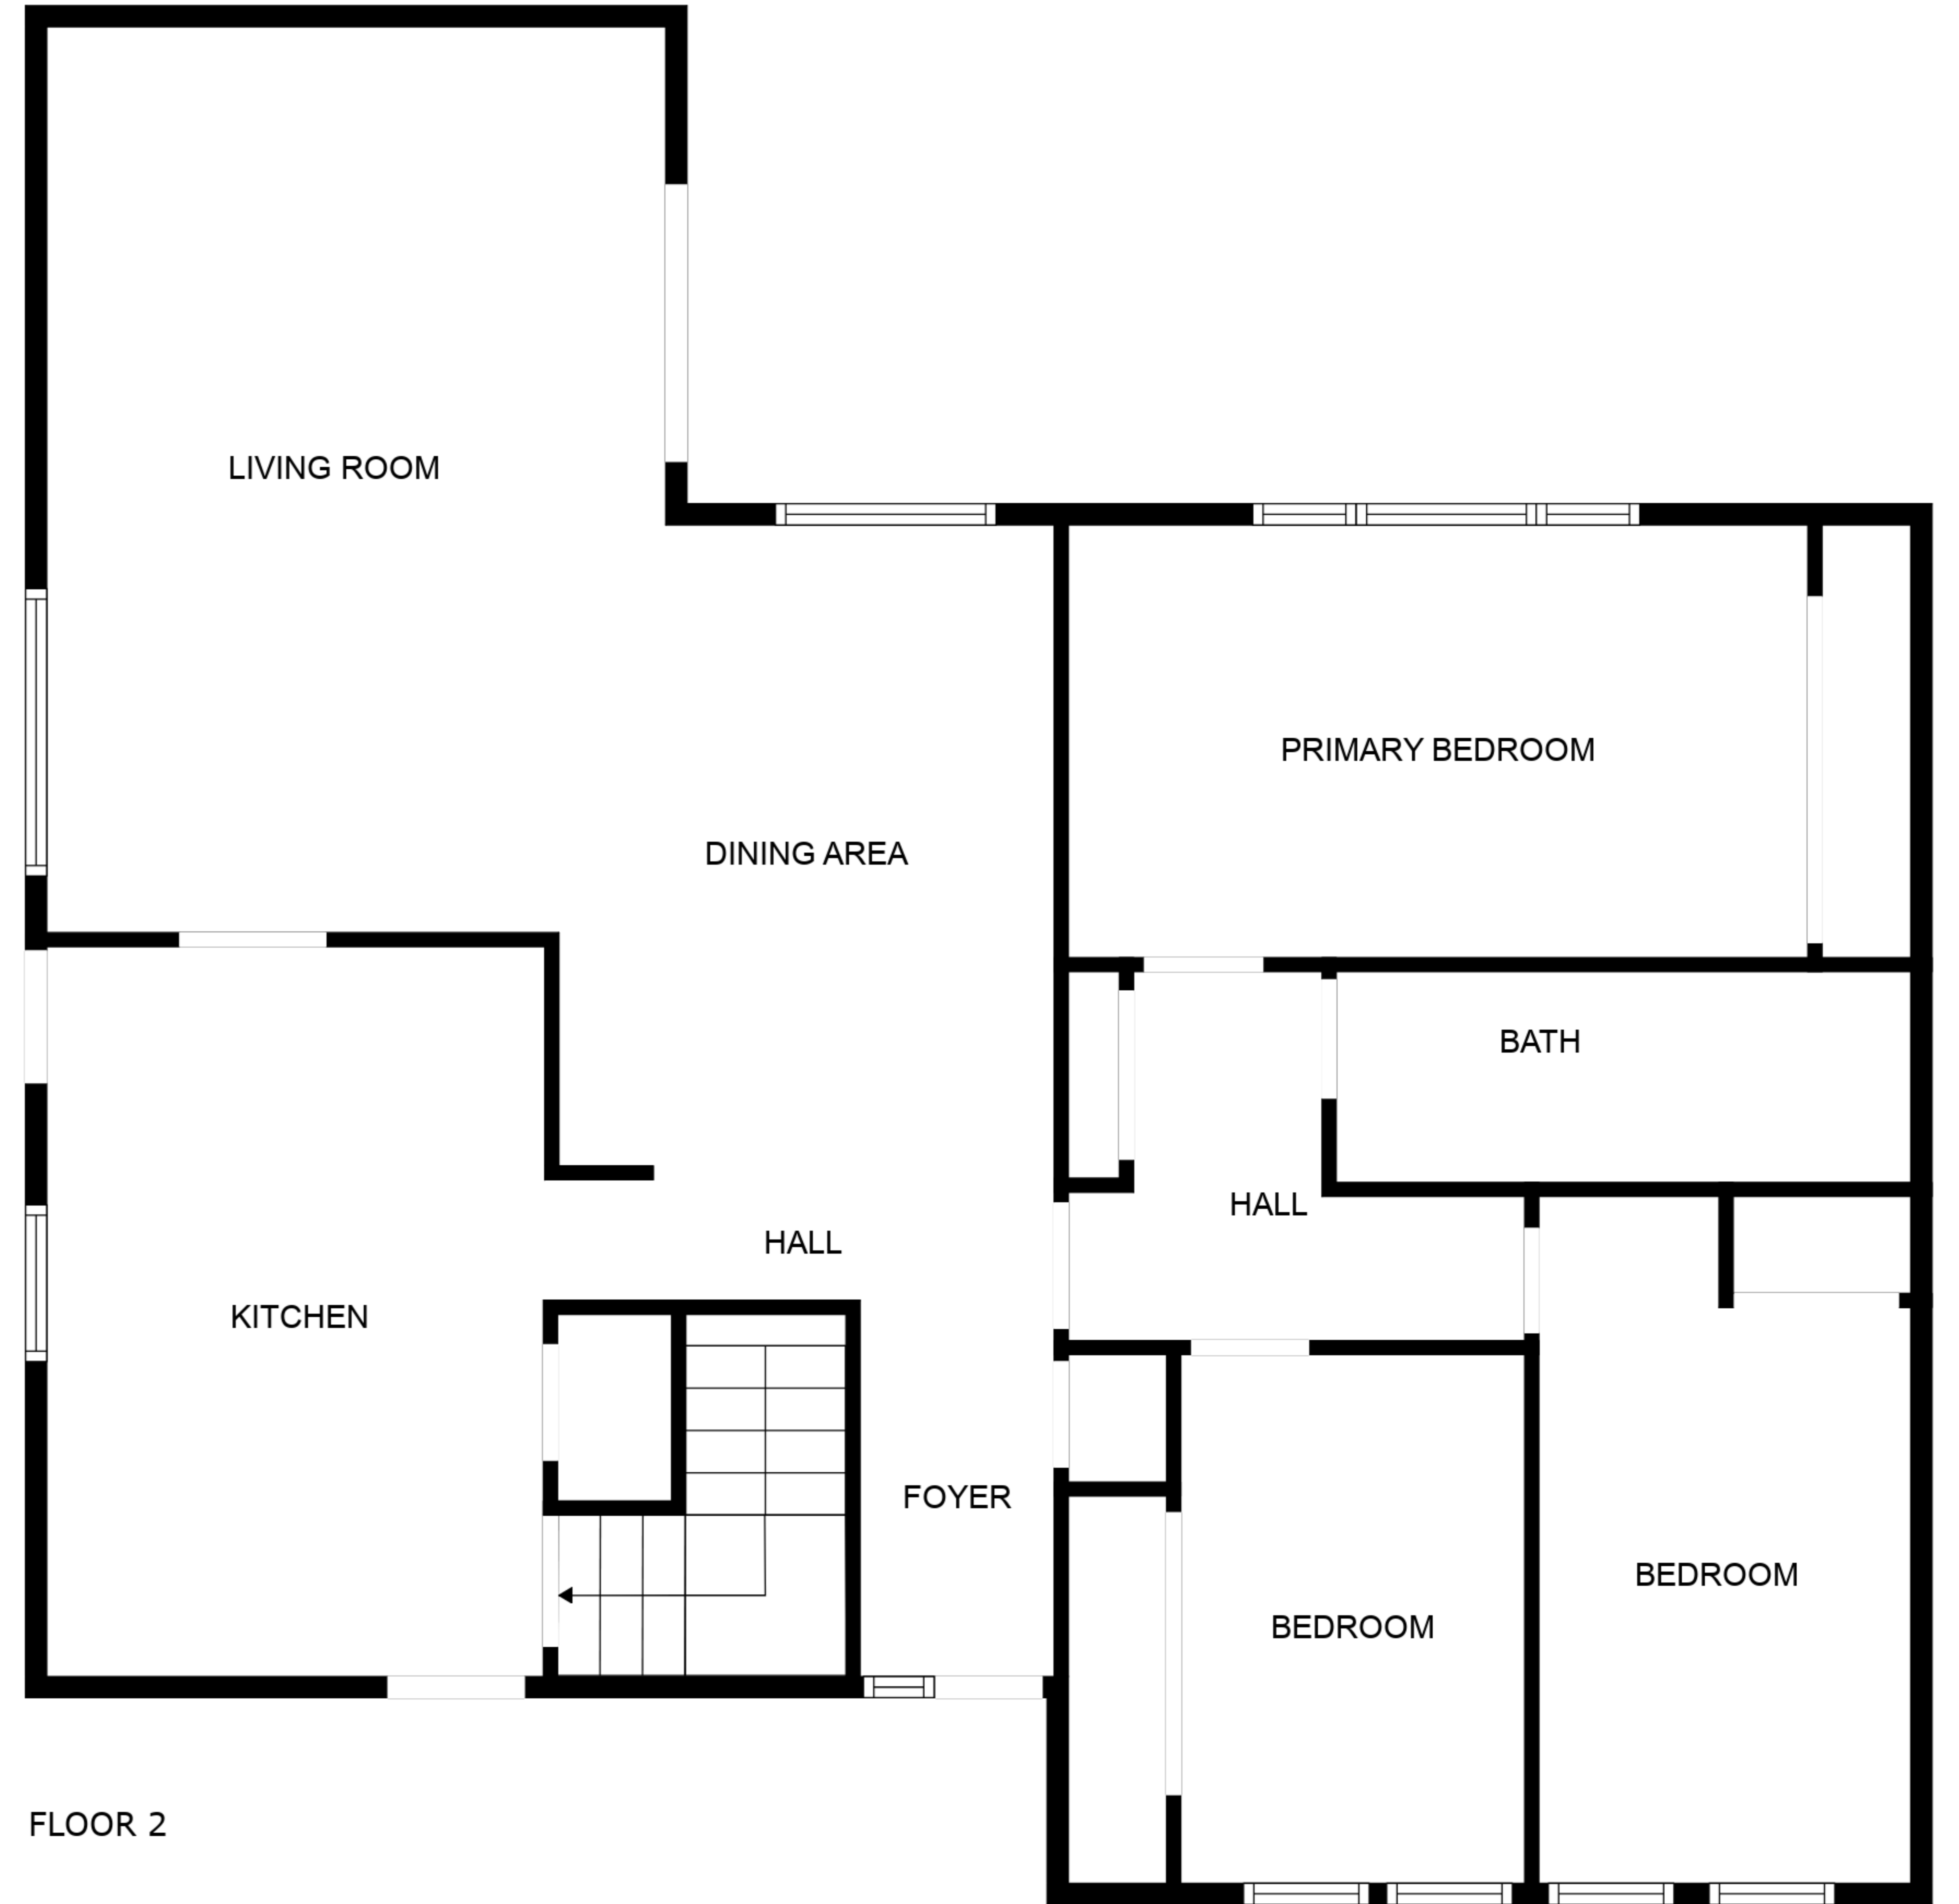 LIVING ROOM
PRIMARY BEDROOM
DINING AREA
BATH
HALL
HALL
KITCHEN
FOYER
BEDROOM
BEDROOM
FLOOR 2